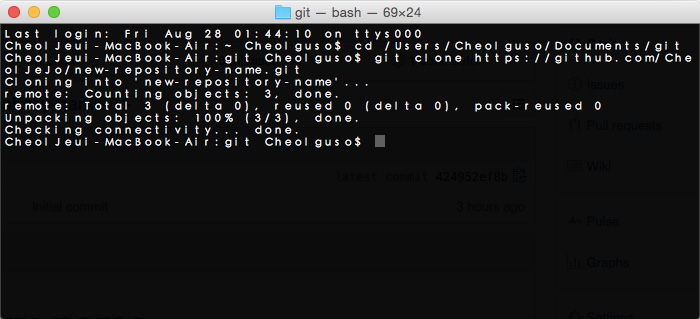 git — bash — 69×24
Last login: Fri Aug 28 01:44:10 on ttys000
CheolJeui-MacBook-Air:~ Cheolguso$ cd /Users/Cheolguso/Documents/git
CheolJeui-MacBook-Air:git Cheolguso$ git clone https://github.com/Che
olJeJo/new-repository-name.git
Cloning into 'new-repository-name'...
remote: Counting objects: 3, done.
remote: Total 3 (delta 0), reused 0 (delta 0), pack-reused 0
Unpacking objects: 100% (3/3), done.
Checking connectivity... done.
CheolJeui-MacBook-Air:git Cheolguso$
Issues
Pull requests
Wiki
latest commit 424952ef8b
Initial commit
3 hours ago
Pulse
Graphs